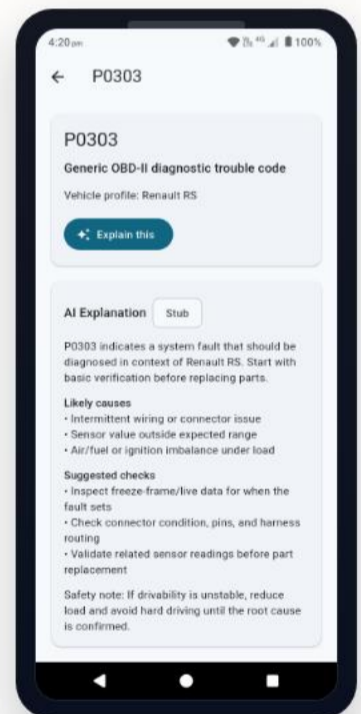 4:20 pm
4G
100%
P0303
P0303
Generic OBD-II diagnostic trouble code
Vehicle profile: Renault RS
Explain this
AI Explanation
Stub
P0303 indicates a system fault that should be
diagnosed in context of Renault RS. Start with
basic verification before replacing parts.
Likely causes
• Intermittent wiring or connector issue
• Sensor value outside expected range
• Air/fuel or ignition imbalance under load
Suggested checks
• Inspect freeze-frame/live data for when the
fault sets
• Check connector condition, pins, and harness
routing
• Validate related sensor readings before part
replacement
Safety note: If drivability is unstable, reduce
load and avoid hard driving until the root cause
is confirmed.